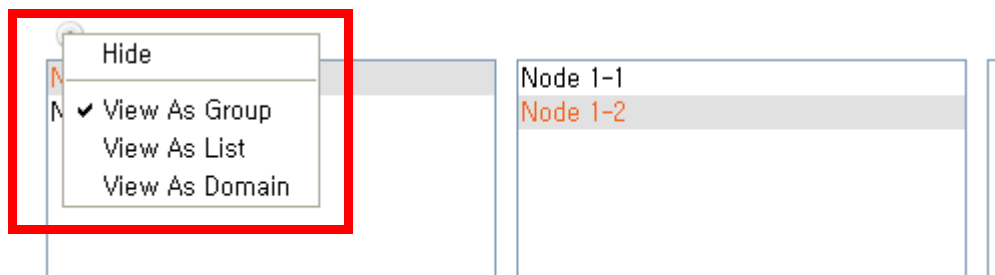 Hide
View As Group
View As List
View As Domain
Node 1-1
Node 1-2